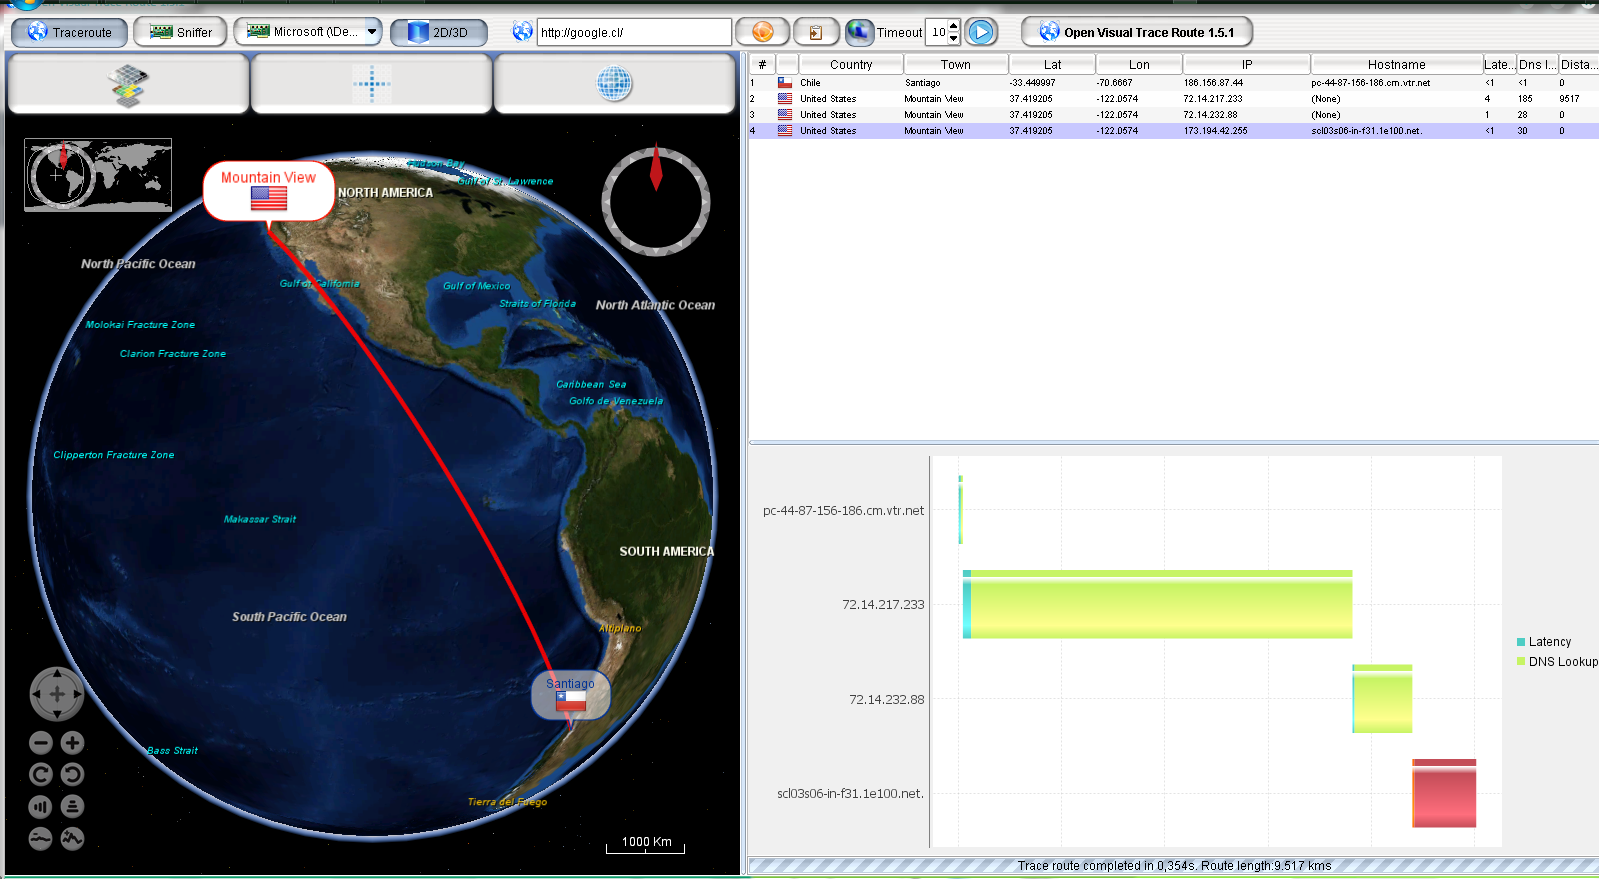 Traceroute
Sniffer
Microsoft (\De...
2D/3D
http://google.cl/
Timeout
10
Open Visual Trace Route 1.5.1
# Country Town Lat Lon IP Hostname Late... Dns l... Dista...
1 Chile Santiago -33.449997 -70.6667 186.156.87.44 pc-44-87-156-186.cm.vtr.net <1 <1 0
2 United States Mountain View 37.419205 -122.0574 72.14.217.233 (None) 4 185 9517
3 United States Mountain View 37.419205 -122.0574 72.14.232.88 (None) 1 28 0
4 United States Mountain View 37.419205 -122.0574 173.194.42.255 scl03s06-in-f31.1e100.net. <1 30 0
Hudson Bay
Gulf of St. Lawrence
Mountain View
NORTH AMERICA
North Pacific Ocean
Gulf of California
Gulf of Mexico
Straits of Florida
North Atlantic Ocean
Molokai Fracture Zone
Clarion Fracture Zone
Caribbean Sea
Golfo de Venezuela
Clipperton Fracture Zone
Makassar Strait
SOUTH AMERICA
South Pacific Ocean
Altiplano
Santiago
Bass Strait
Tierra del Fuego
1000 Km
pc-44-87-156-186.cm.vtr.net
72.14.217.233
72.14.232.88
scl03s06-in-f31.1e100.net.
Latency
DNS Lookup
Trace route completed in 0,354s. Route length:9.517 kms